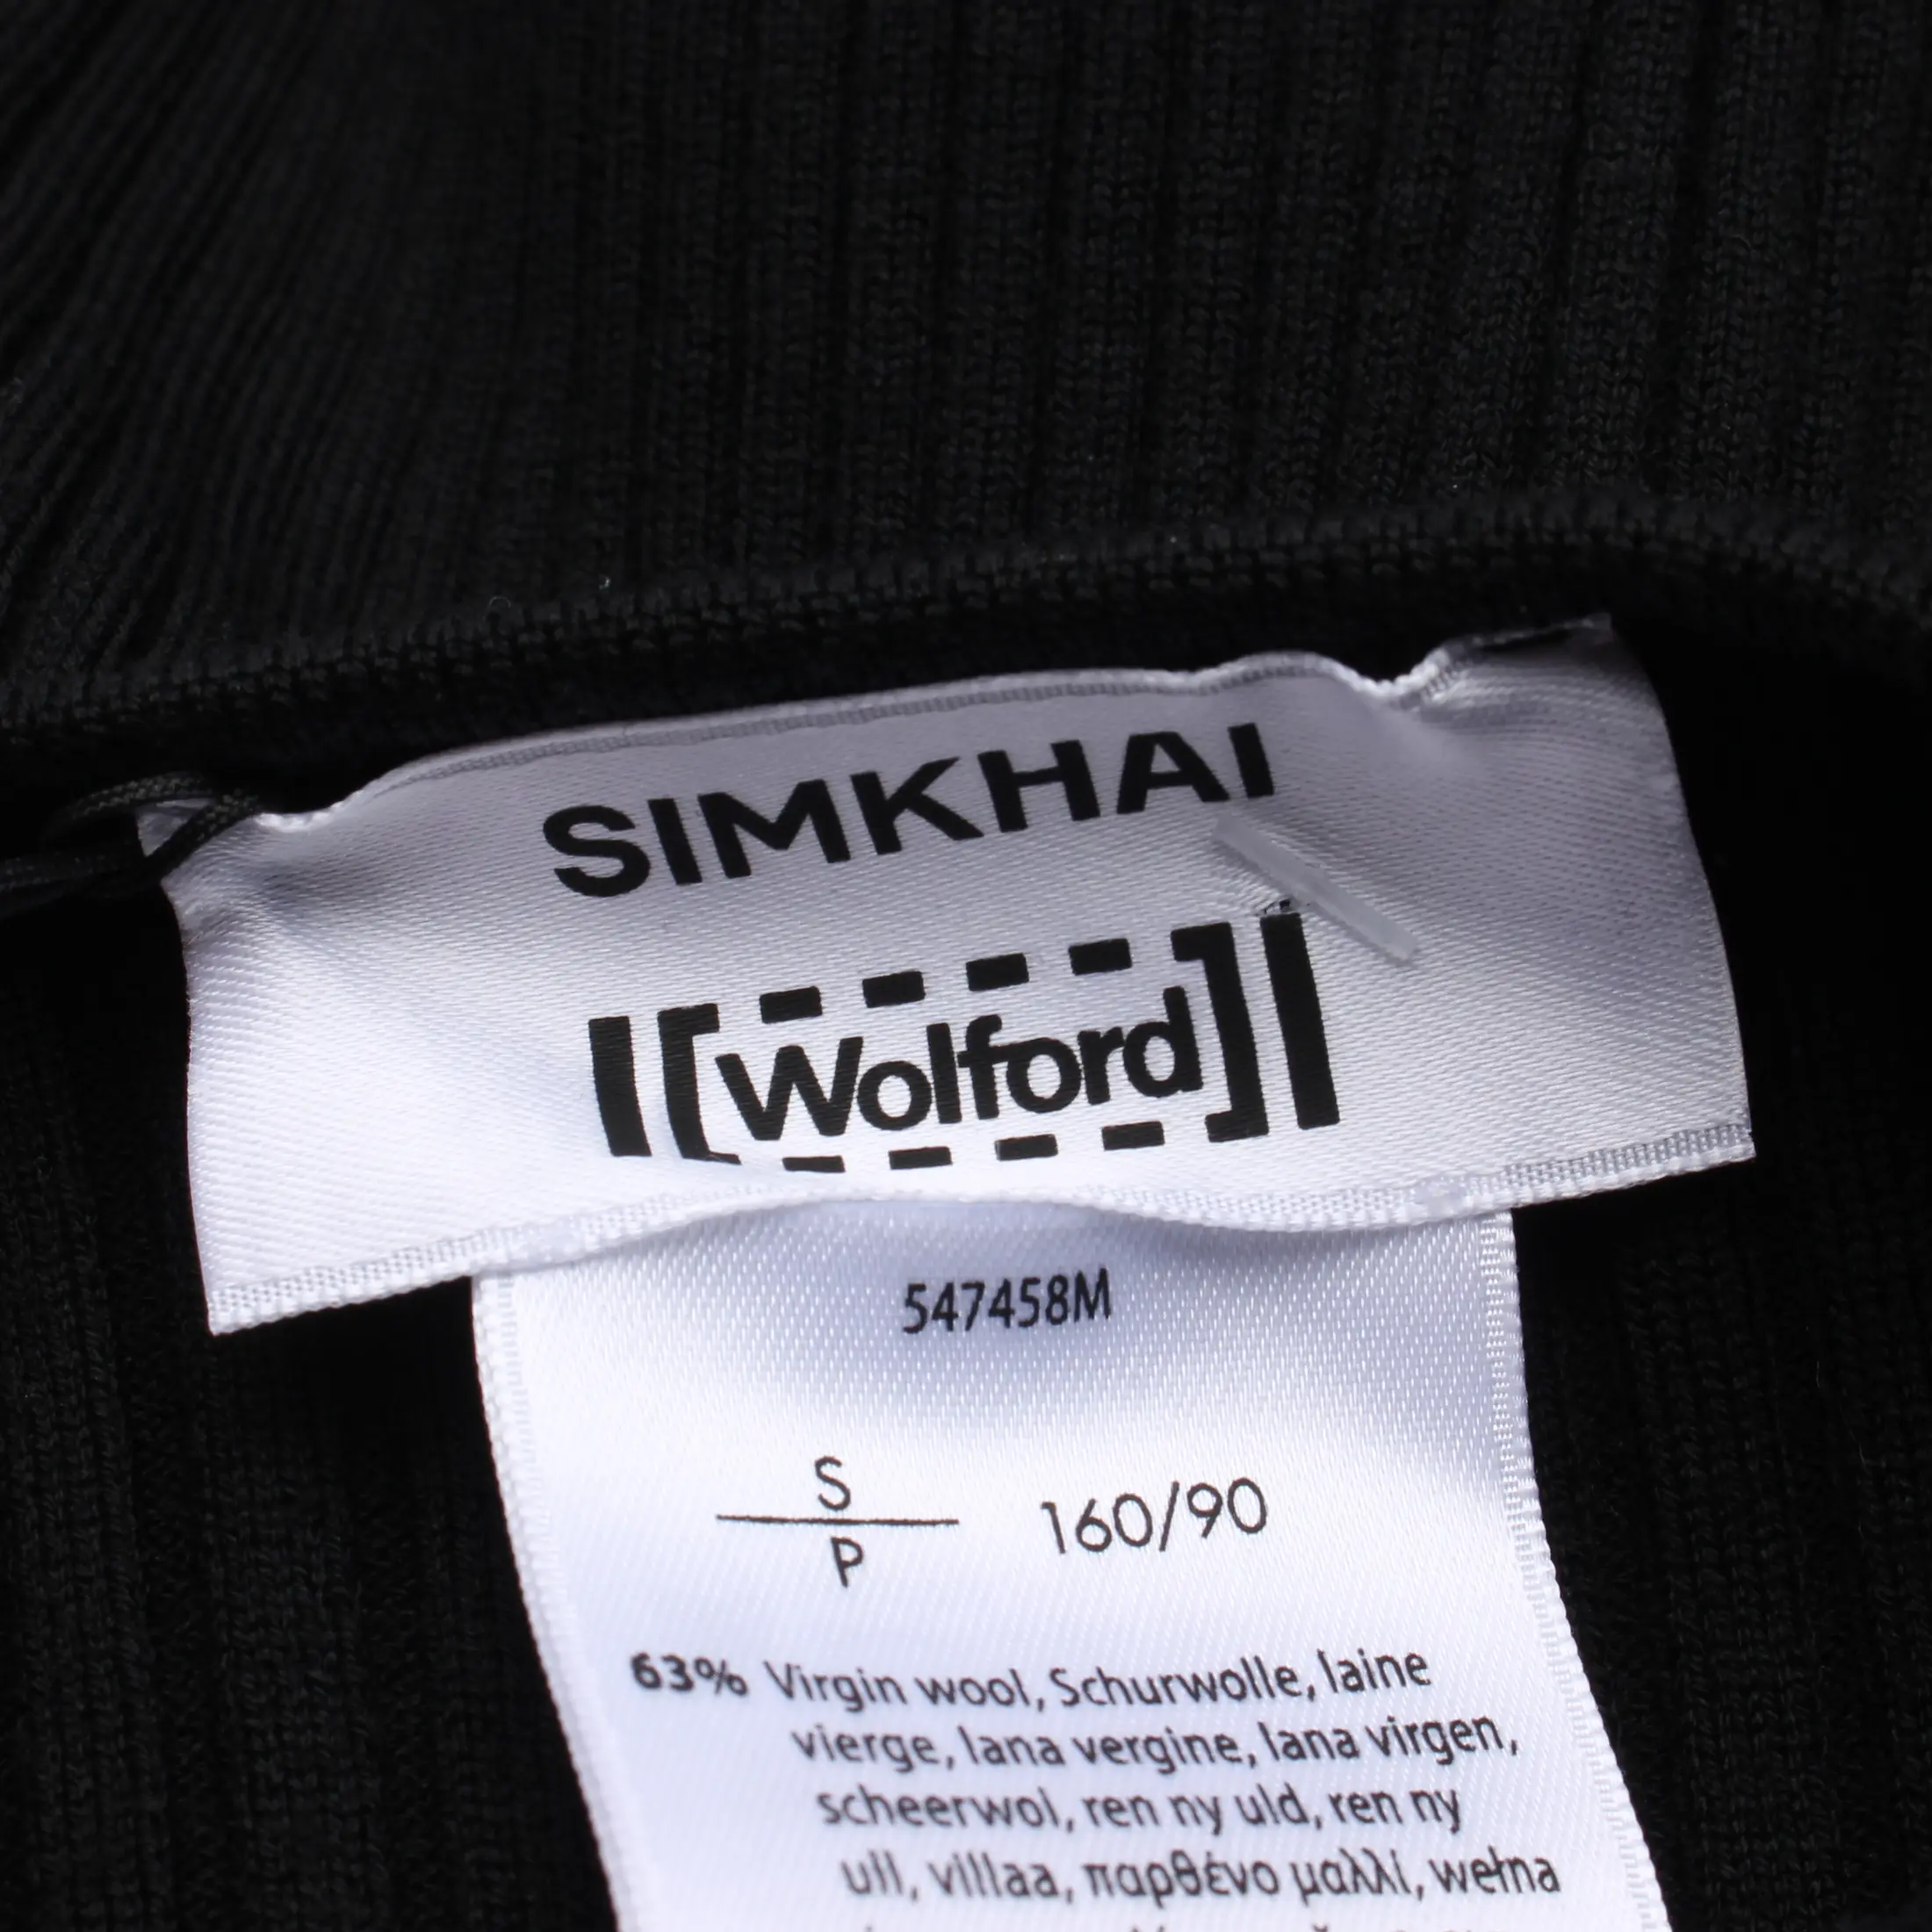 SIMKHAI
Wolford
547458M
S
P
160/90
63% Virgin wool, Schurwolle, laine
vierge, lana vergine, lana virgen,
scheerwol, ren ny uld, ren ny
ull, villaa, παρθένο μαλλί, wełna